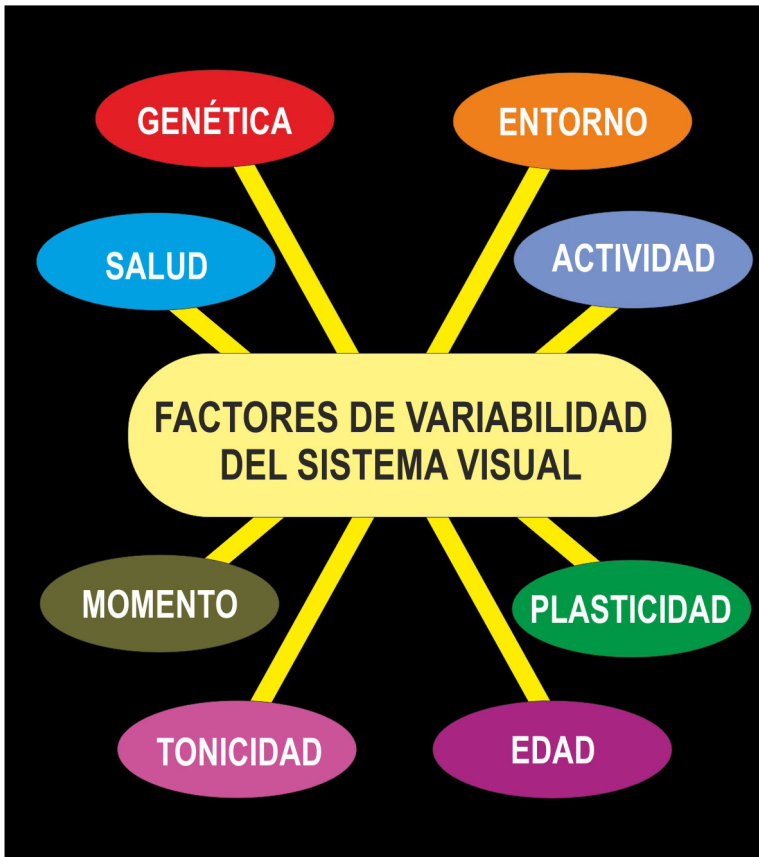 GENÉTICA
ENTORNO
SALUD
ACTIVIDAD
FACTORES DE VARIABILIDAD
DEL SISTEMA VISUAL
MOMENTO
PLASTICIDAD
TONICIDAD
EDAD